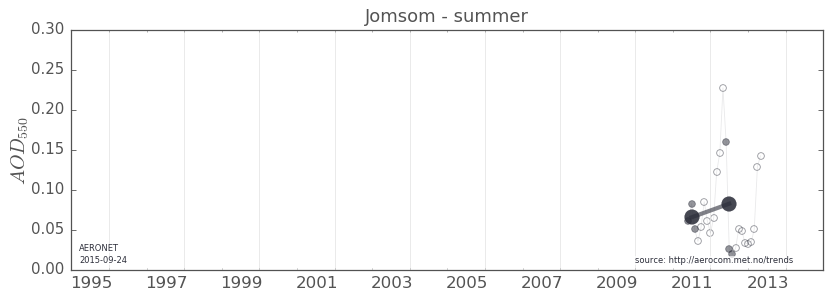 Jomsom - summer
0.30
0.25
0.20
0.15
0.10
0.05
0.00
AOD550
AERONET
2015-09-24
source: http://aerocom.met.no/trends
1995 1997 1999 2001 2003 2005 2007 2009 2011 2013